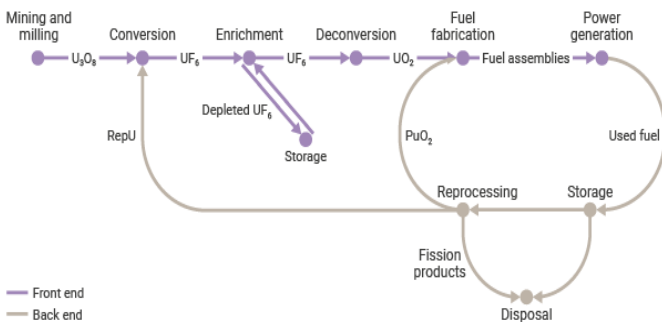 Mining and
milling
Conversion
Enrichment
Deconversion
Fuel
fabrication
Power
generation
U₃O₈
UF₆
UF₆
UO₂
Fuel assemblies
Depleted UF₆
Storage
RepU
PuO₂
Used fuel
Reprocessing
Storage
Fission
products
Disposal
Front end
Back end